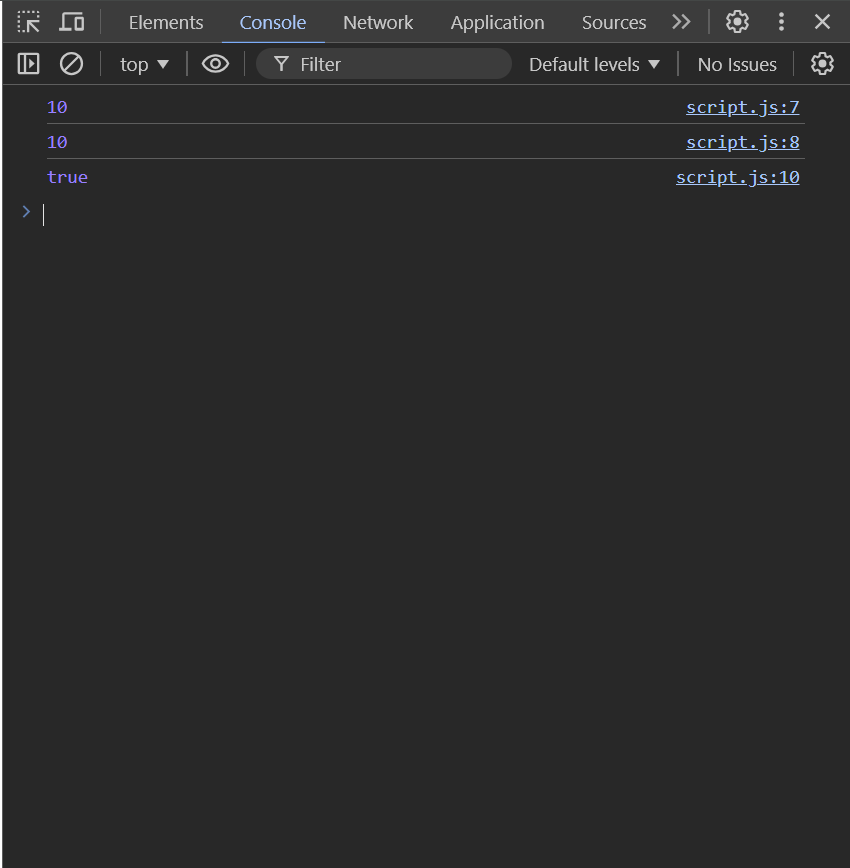 Elements Console Network Application Sources
top Filter Default levels No Issues
10 script.js:7
10 script.js:8
true script.js:10